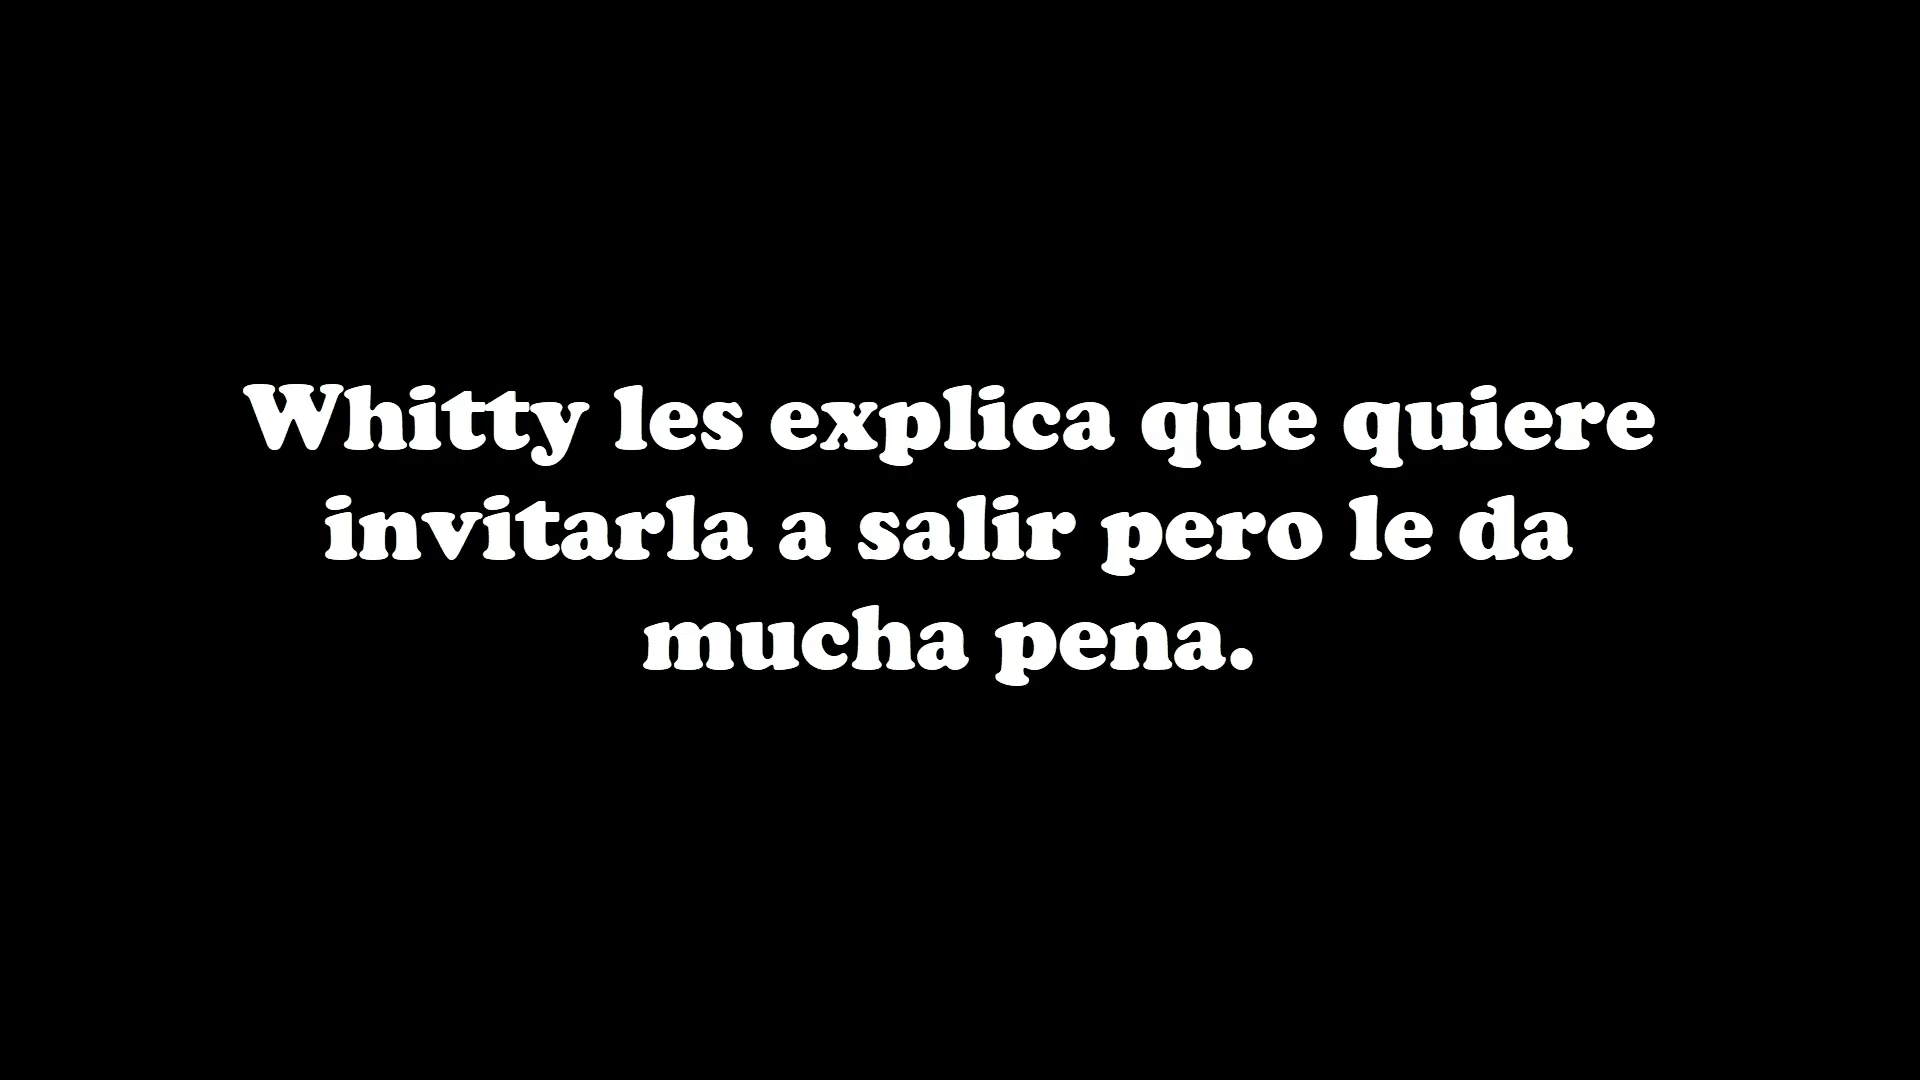 Whitty les explica que quiere
invitarla a salir pero le da
mucha pena.